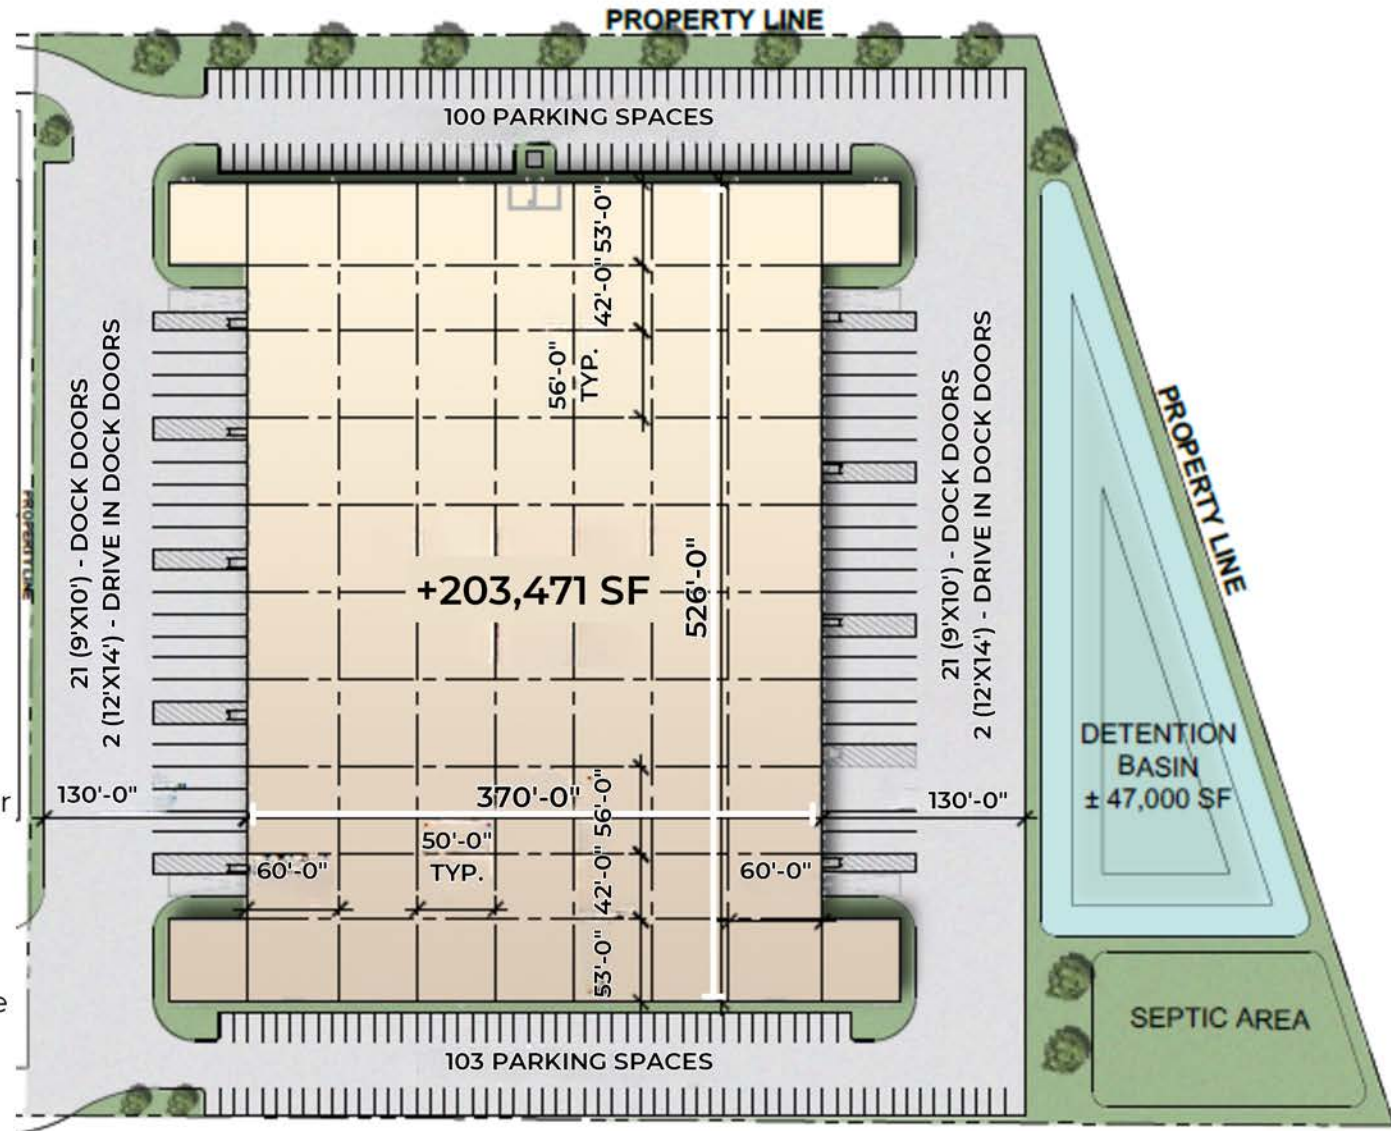 PROPERTY LINE
100 PARKING SPACES
53'-0"
42'-0"
56'-0"
TYP.
21 (9'X10') - DOCK DOORS
2 (12'X14') - DRIVE IN DOCK DOORS
PROPERTY LINE
+203,471 SF
526'-0"
21 (9'X10') - DOCK DOORS
2 (12'X14') - DRIVE IN DOCK DOORS
PROPERTY LINE
DETENTION
BASIN
± 47,000 SF
r
130'-0"
370'-0"
56'-0"
130'-0"
50'-0"
TYP.
60'-0"
42'-0"
60'-0"
53'-0"
e
SEPTIC AREA
103 PARKING SPACES